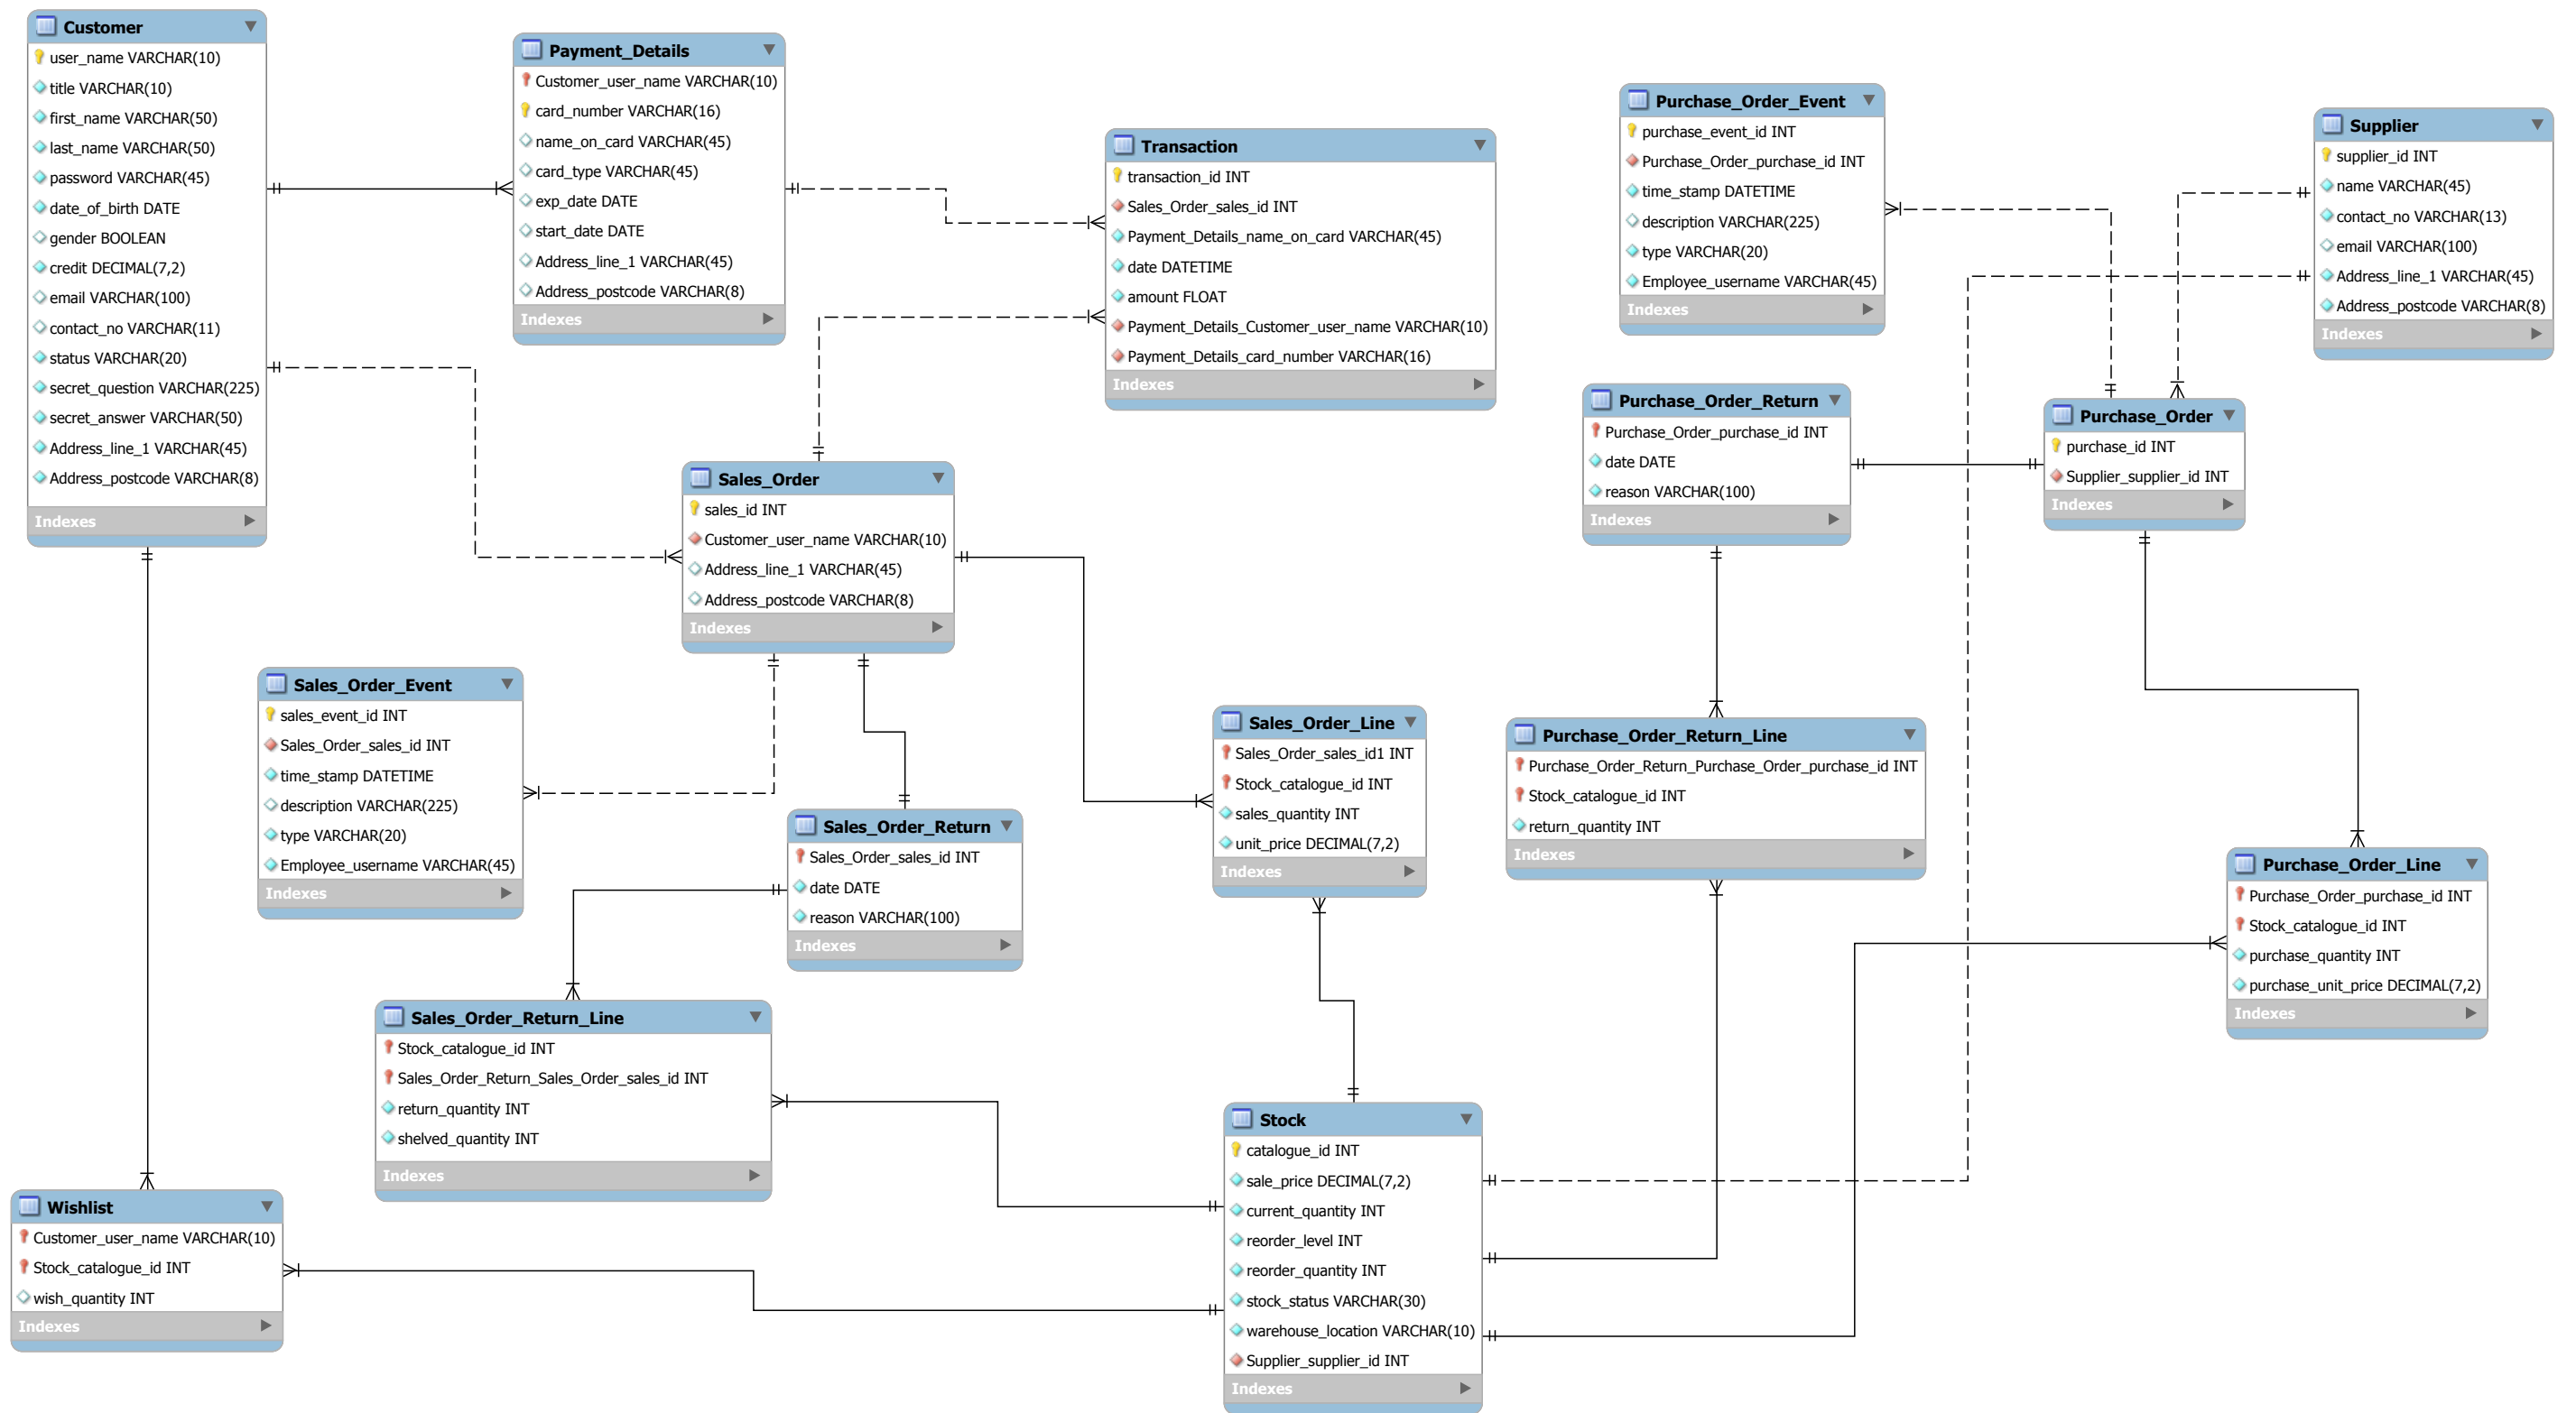 Customer
user_name VARCHAR(10)
title VARCHAR(10)
first_name VARCHAR(50)
last_name VARCHAR(50)
password VARCHAR(45)
date_of_birth DATE
gender BOOLEAN
credit DECIMAL(7,2)
email VARCHAR(100)
contact_no VARCHAR(11)
status VARCHAR(20)
secret_question VARCHAR(225)
secret_answer VARCHAR(50)
Address_line_1 VARCHAR(45)
Address_postcode VARCHAR(8)
Indexes
Payment_Details
Customer_user_name VARCHAR(10)
card_number VARCHAR(16)
name_on_card VARCHAR(45)
card_type VARCHAR(45)
exp_date DATE
start_date DATE
Address_line_1 VARCHAR(45)
Address_postcode VARCHAR(8)
Indexes
Transaction
transaction_id INT
Sales_Order_sales_id INT
Payment_Details_name_on_card VARCHAR(45)
date DATETIME
amount FLOAT
Payment_Details_Customer_user_name VARCHAR(10)
Payment_Details_card_number VARCHAR(16)
Indexes
Purchase_Order_Event
purchase_event_id INT
Purchase_Order_purchase_id INT
time_stamp DATETIME
description VARCHAR(225)
type VARCHAR(20)
Employee_username VARCHAR(45)
Indexes
Supplier
supplier_id INT
name VARCHAR(45)
contact_no VARCHAR(13)
email VARCHAR(100)
Address_line_1 VARCHAR(45)
Address_postcode VARCHAR(8)
Indexes
Purchase_Order_Return
Purchase_Order_purchase_id INT
date DATE
reason VARCHAR(100)
Indexes
Purchase_Order
purchase_id INT
Supplier_supplier_id INT
Indexes
Sales_Order
sales_id INT
Customer_user_name VARCHAR(10)
Address_line_1 VARCHAR(45)
Address_postcode VARCHAR(8)
Indexes
Sales_Order_Event
sales_event_id INT
Sales_Order_sales_id INT
time_stamp DATETIME
description VARCHAR(225)
type VARCHAR(20)
Employee_username VARCHAR(45)
Indexes
Sales_Order_Return
Sales_Order_sales_id INT
date DATE
reason VARCHAR(100)
Indexes
Sales_Order_Line
Sales_Order_sales_id1 INT
Stock_catalogue_id INT
sales_quantity INT
unit_price DECIMAL(7,2)
Indexes
Purchase_Order_Return_Line
Purchase_Order_Return_Purchase_Order_purchase_id INT
Stock_catalogue_id INT
return_quantity INT
Indexes
Purchase_Order_Line
Purchase_Order_purchase_id INT
Stock_catalogue_id INT
purchase_quantity INT
purchase_unit_price DECIMAL(7,2)
Indexes
Sales_Order_Return_Line
Stock_catalogue_id INT
Sales_Order_Return_Sales_Order_sales_id INT
return_quantity INT
shelved_quantity INT
Indexes
Stock
catalogue_id INT
sale_price DECIMAL(7,2)
current_quantity INT
reorder_level INT
reorder_quantity INT
stock_status VARCHAR(30)
warehouse_location VARCHAR(10)
Supplier_supplier_id INT
Indexes
Wishlist
Customer_user_name VARCHAR(10)
Stock_catalogue_id INT
wish_quantity INT
Indexes